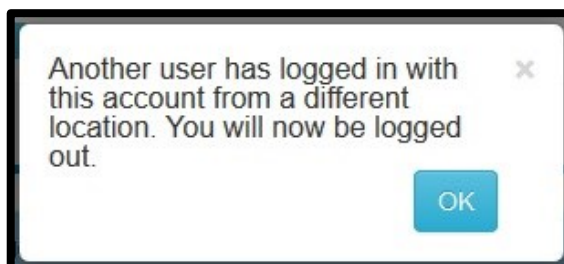 Another user has logged in with
this account from a different
location. You will now be logged
out.
OK